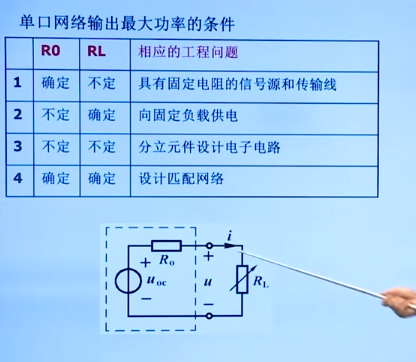 单口网络输出最大功率的条件
R0 RL 相应的工程问题
1 确定 不定 具有固定电阻的信号源和传输线
2 不定 确定 向固定负载供电
3 不定 不定 分立元件设计电子电路
4 确定 确定 设计匹配网络
i
+ Ro +
uoc u RL
− −